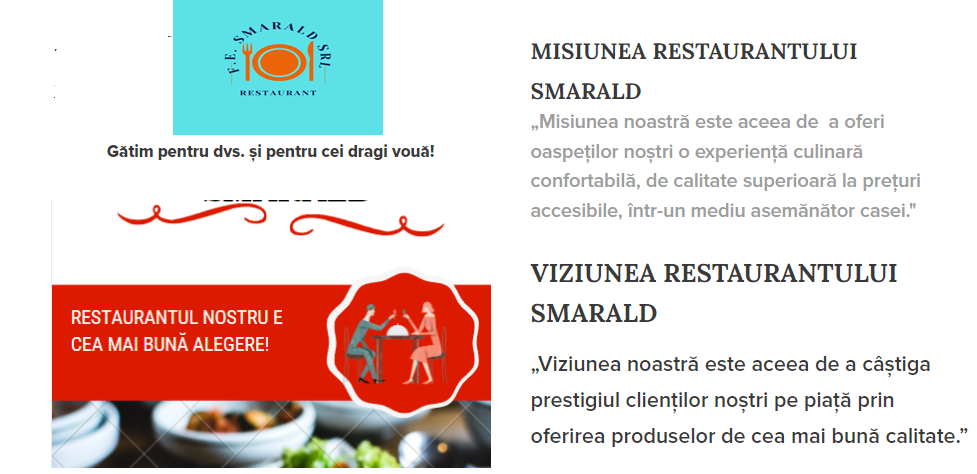 F.E. SMARALD SRL
RESTAURANT
Gătim pentru dvs. și pentru cei dragi vouă!
RESTAURANTUL NOSTRU E
CEA MAI BUNĂ ALEGERE!
MISIUNEA RESTAURANTULUI
SMARALD
„Misiunea noastră este aceea de  a oferi
oaspeților noștri o experiență culinară
confortabilă, de calitate superioară la prețuri
accesibile, într-un mediu asemănător casei."
VIZIUNEA RESTAURANTULUI
SMARALD
„Viziunea noastră este aceea de a câștiga
prestigiul clienților noștri pe piață prin
oferirea produselor de cea mai bună calitate.”